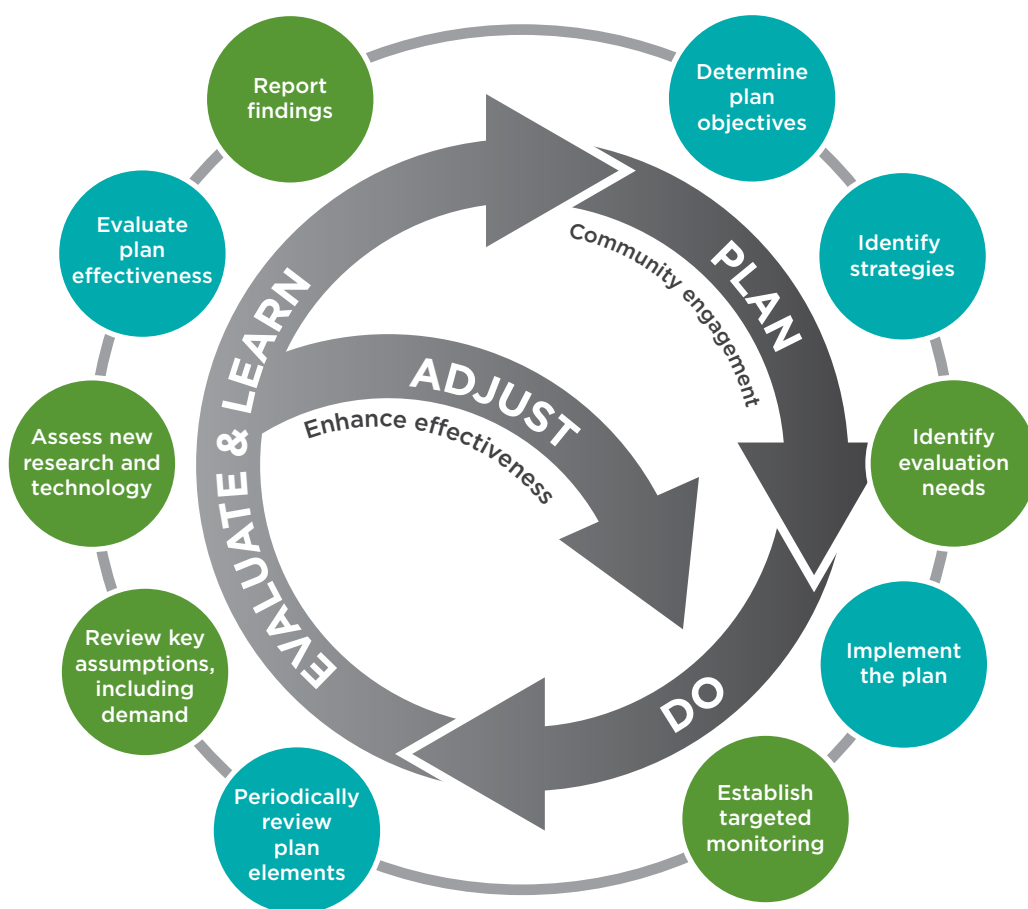 Report
findings
Determine
plan
objectives
Identify
strategies
Identify
evaluation
needs
Implement
the plan
Establish
targeted
monitoring
Periodically
review
plan
elements
Review key
assumptions,
including
demand
Assess new
research and
technology
Evaluate
plan
effectiveness
PLAN
Community engagement
DO
EVALUATE & LEARN
ADJUST
Enhance effectiveness